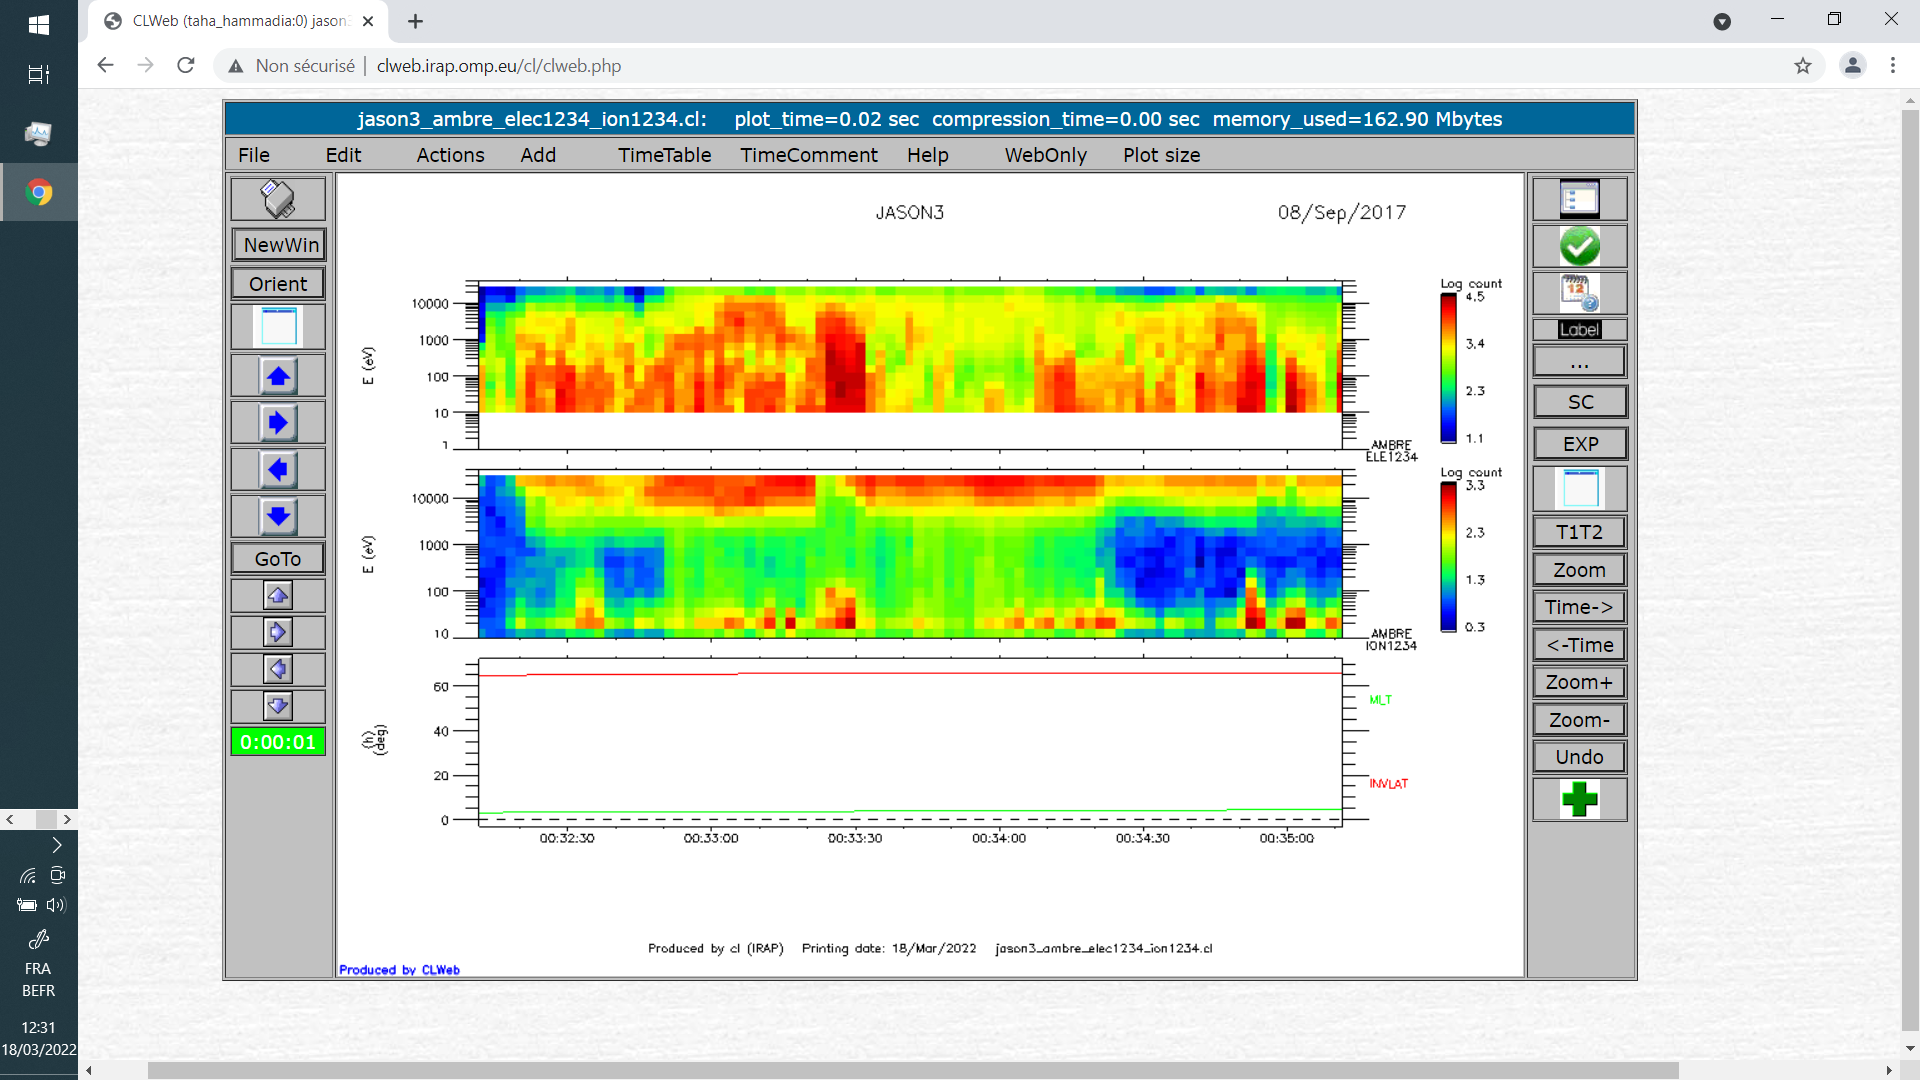 CLWeb (taha_hammadia:0) jason3
Non sécurisé | clweb.irap.omp.eu/cl/clweb.php
jason3_ambre_elec1234_ion1234.cl: plot_time=0.02 sec compression_time=0.00 sec memory_used=162.90 Mbytes
File Edit Actions Add TimeTable TimeComment Help WebOnly Plot size
NewWin
Orient
GoTo
0:00:01
JASON3 08/Sep/2017
Log count
4.5
3.4
2.3
1.1
E (eV)
10000
1000
100
10
1
AMBRE
ELE1234
Log count
3.3
2.3
1.3
0.3
E (eV)
10000
1000
100
10
AMBRE
ION1234
(h)
(deg)
60
40
20
0
MLT
INVLAT
00:32:30 00:33:00 00:33:30 00:34:00 00:34:30 00:35:00
Produced by cl (IRAP) Printing date: 18/Mar/2022 jason3_ambre_elec1234_ion1234.cl
Produced by CLWeb
12
Label
...
SC
EXP
T1T2
Zoom
Time->
<-Time
Zoom+
Zoom-
Undo
FRA
BEFR
12:31
18/03/2022